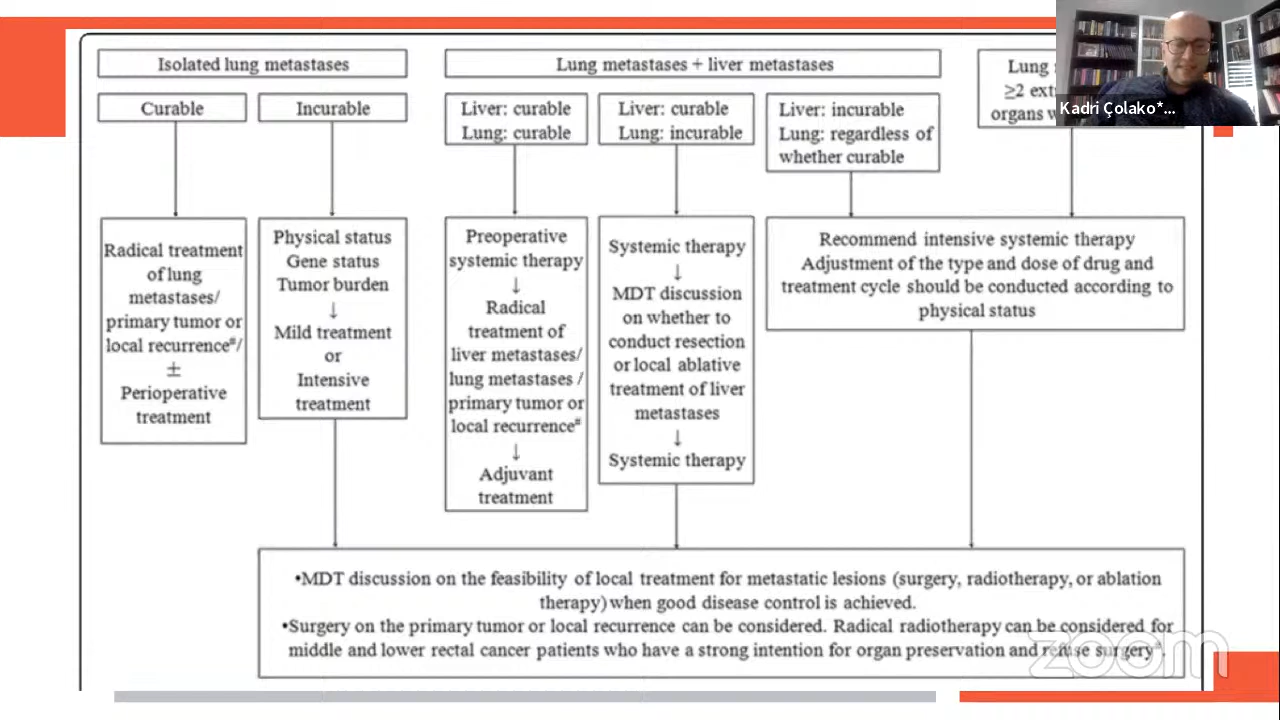 Isolated lung metastases
Curable
Incurable
Radical treatment
of lung
metastases/
primary tumor or
local recurrence#/
±
Perioperative
treatment
Physical status
Gene status
Tumor burden
↓
Mild treatment
or
Intensive
treatment
Lung metastases + liver metastases
Liver: curable
Lung: curable
Liver: curable
Lung: incurable
Liver: incurable
Lung: regardless of
whether curable
Preoperative
systemic therapy
↓
Radical
treatment of
liver metastases/
lung metastases /
primary tumor or
local recurrence#
↓
Adjuvant
treatment
Systemic therapy
↓
MDT discussion
on whether to
conduct resection
or local ablative
treatment of liver
metastases
↓
Systemic therapy
Lung
≥2
organs
Recommend intensive systemic therapy
Adjustment of the type and dose of drug and
treatment cycle should be conducted according to
physical status
•MDT discussion on the feasibility of local treatment for metastatic lesions (surgery, radiotherapy, or ablation
therapy) when good disease control is achieved.
•Surgery on the primary tumor or local recurrence can be considered. Radical radiotherapy can be considered for
middle and lower rectal cancer patients who have a strong intention for organ preservation and refuse surgery#.
Kadri Çolako*...
zoom